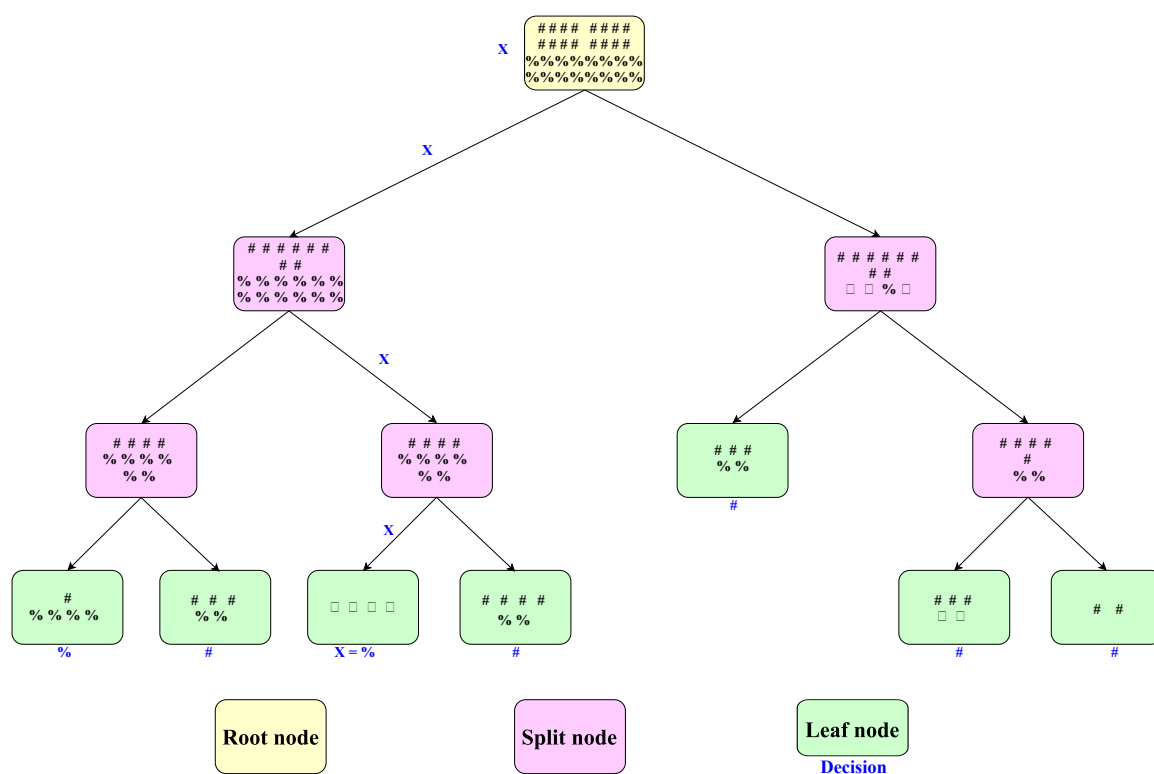 # # # #   # # # #
X
# # # #   # # # #
%%%%%%%%
%%%%%%%%
X
# # # # # #
# #
% % % % % %
% % % % % %
# # # # # #
# #
□ □ % □
X
# # # #
% % % %
% %
# # # #
% % % %
% %
# # #
% %
#
# # # #
#
% %
X
#
% % % %
%
# # #
% %
#
□ □ □ □
X = %
# # # #
% %
#
# # #
□ □
#
# #
#
Root node
Split node
Leaf node
Decision